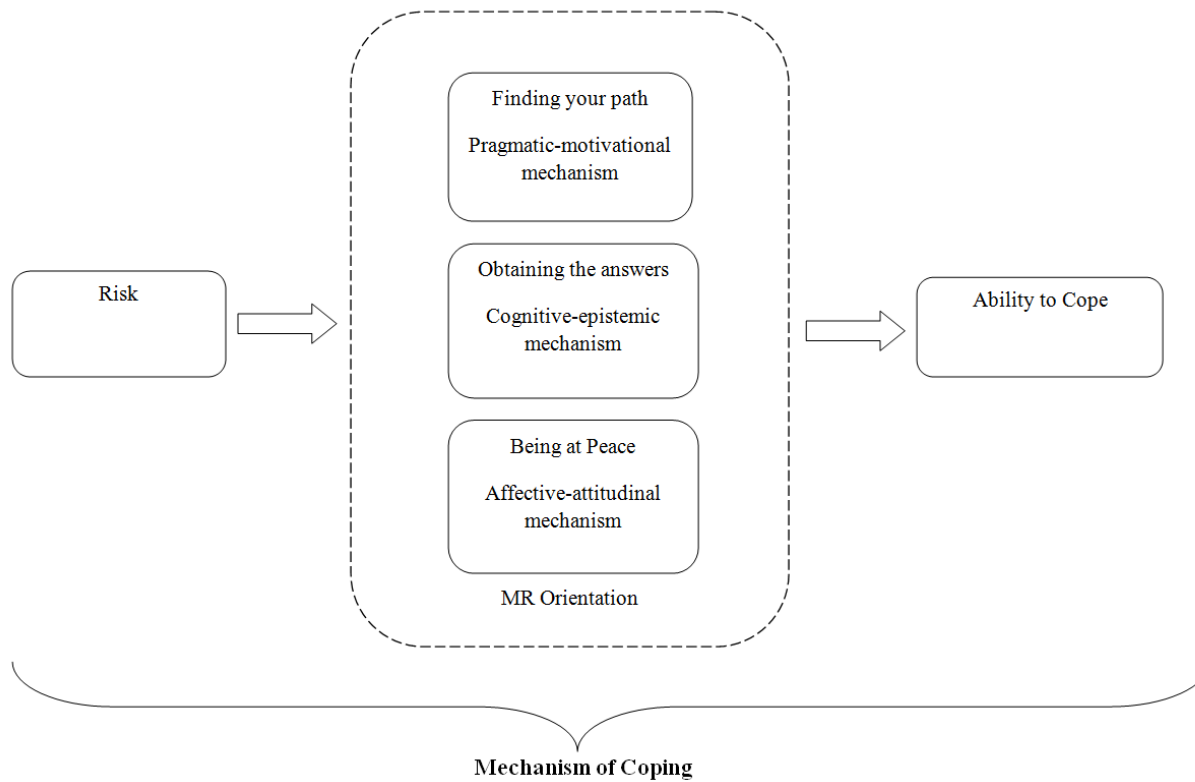 Finding your path
Pragmatic-motivational
mechanism
Risk
Obtaining the answers
Cognitive-epistemic
mechanism
Ability to Cope
Being at Peace
Affective-attitudinal
mechanism
MR Orientation
Mechanism of Coping